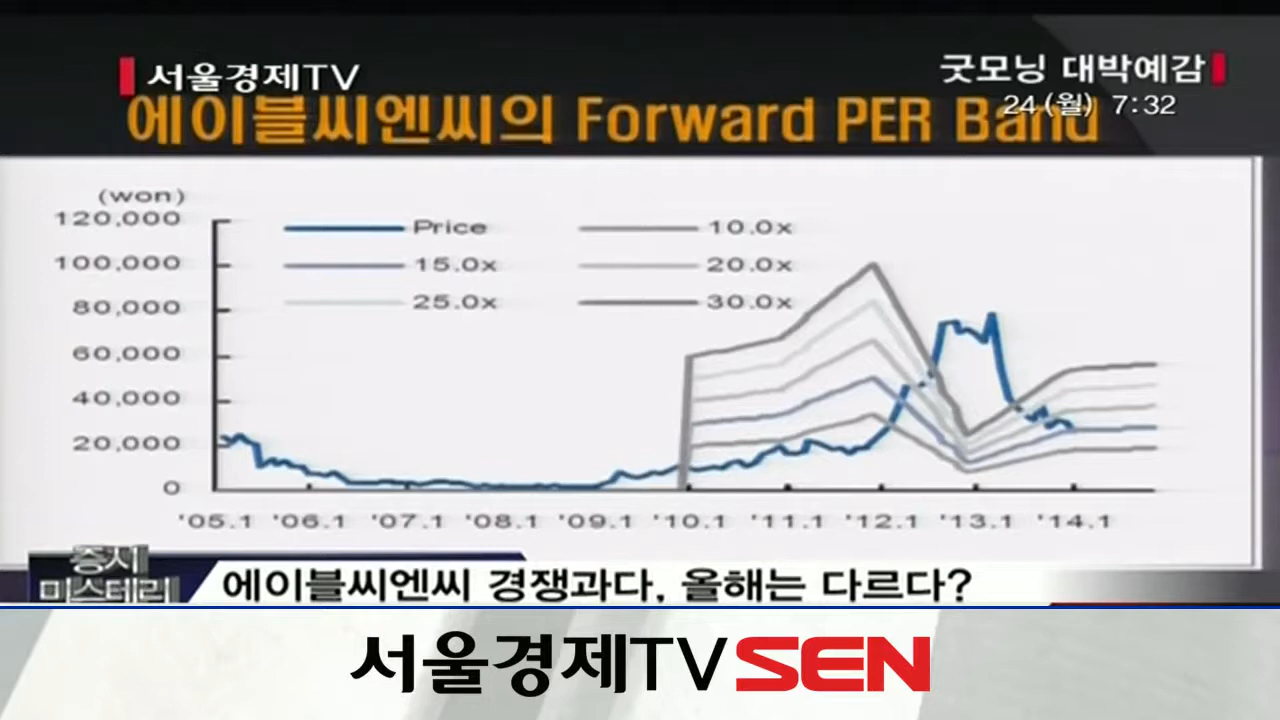 서울경제TV
굿모닝 대박예감
24(월) 7:32
에이블씨엔씨의 Forward PER Band
(won)
120,000
100,000
80,000
60,000
40,000
20,000
0
Price
10.0x
15.0x
20.0x
25.0x
30.0x
'05.1 '06.1 '07.1 '08.1 '09.1 '10.1 '11.1 '12.1 '13.1 '14.1
증시
미스터리
에이블씨엔씨 경쟁과다, 올해는 다르다?
서울경제TV SEN